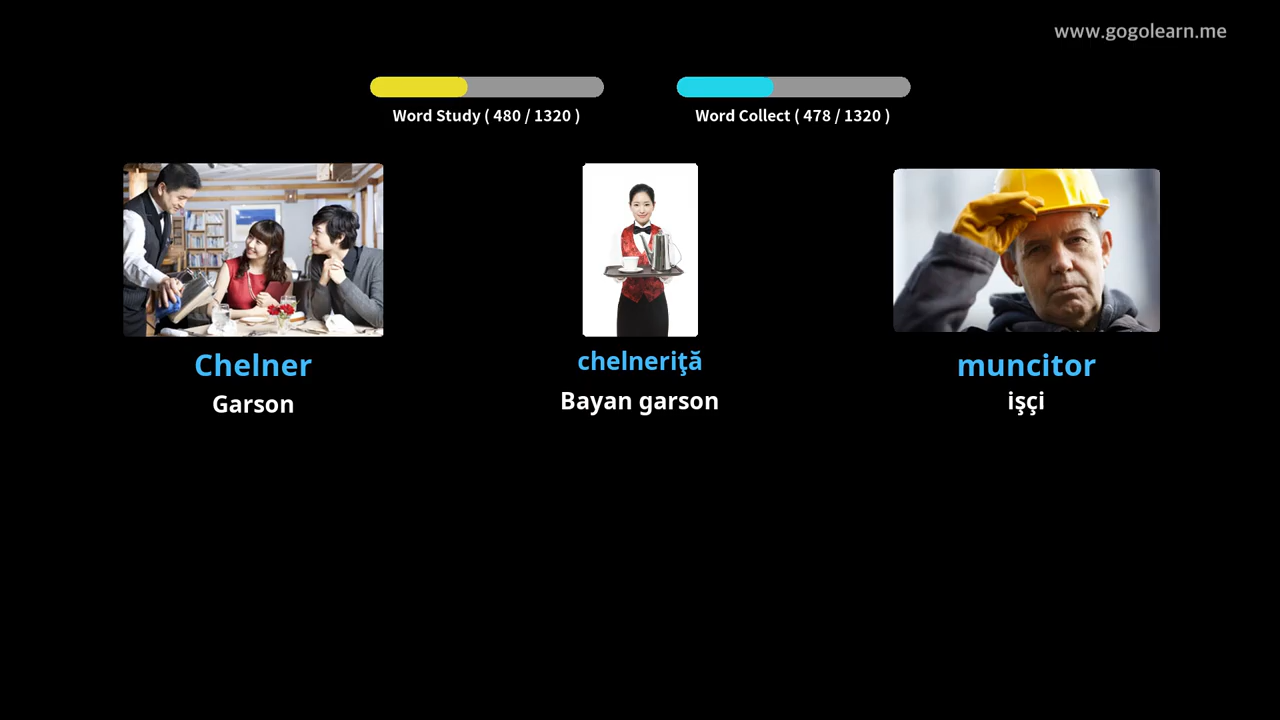 www.gogolearn.me
Word Study ( 480 / 1320 )
Word Collect ( 478 / 1320 )
Chelner
chelneriţă
muncitor
Garson
Bayan garson
işçi